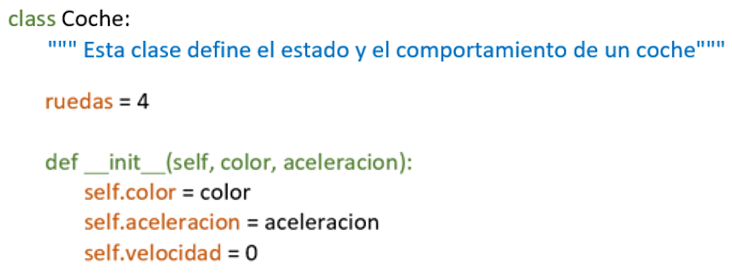 class Coche:
""" Esta clase define el estado y el comportamiento de un coche"""
ruedas = 4
def __init__(self, color, aceleracion):
self.color = color
self.aceleracion = aceleracion
self.velocidad = 0